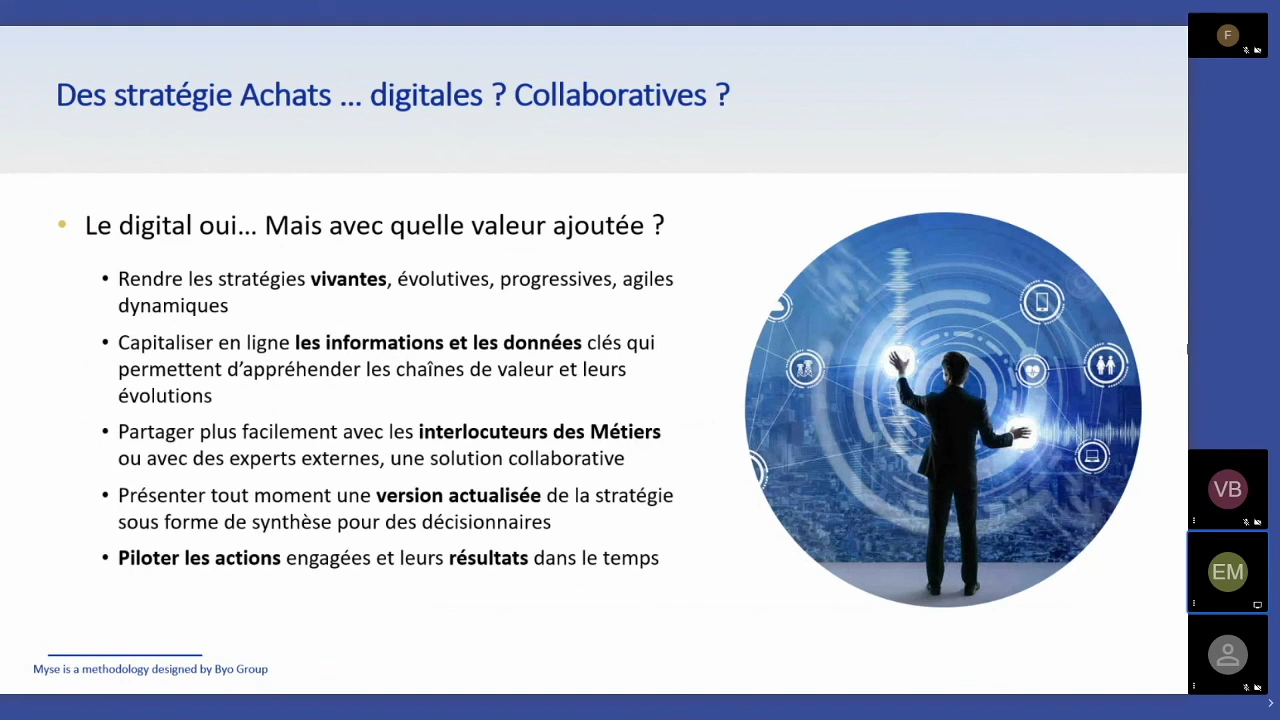 Des stratégie Achats ... digitales ? Collaboratives ?
• Le digital oui... Mais avec quelle valeur ajoutée ?
• Rendre les stratégies vivantes, évolutives, progressives, agiles
dynamiques
• Capitaliser en ligne les informations et les données clés qui
permettent d'appréhender les chaînes de valeur et leurs
évolutions
• Partager plus facilement avec les interlocuteurs des Métiers
ou avec des experts externes, une solution collaborative
• Présenter tout moment une version actualisée de la stratégie
sous forme de synthèse pour des décisionnaires
• Piloter les actions engagées et leurs résultats dans le temps
Myse is a methodology designed by Byo Group
F
VB
EM